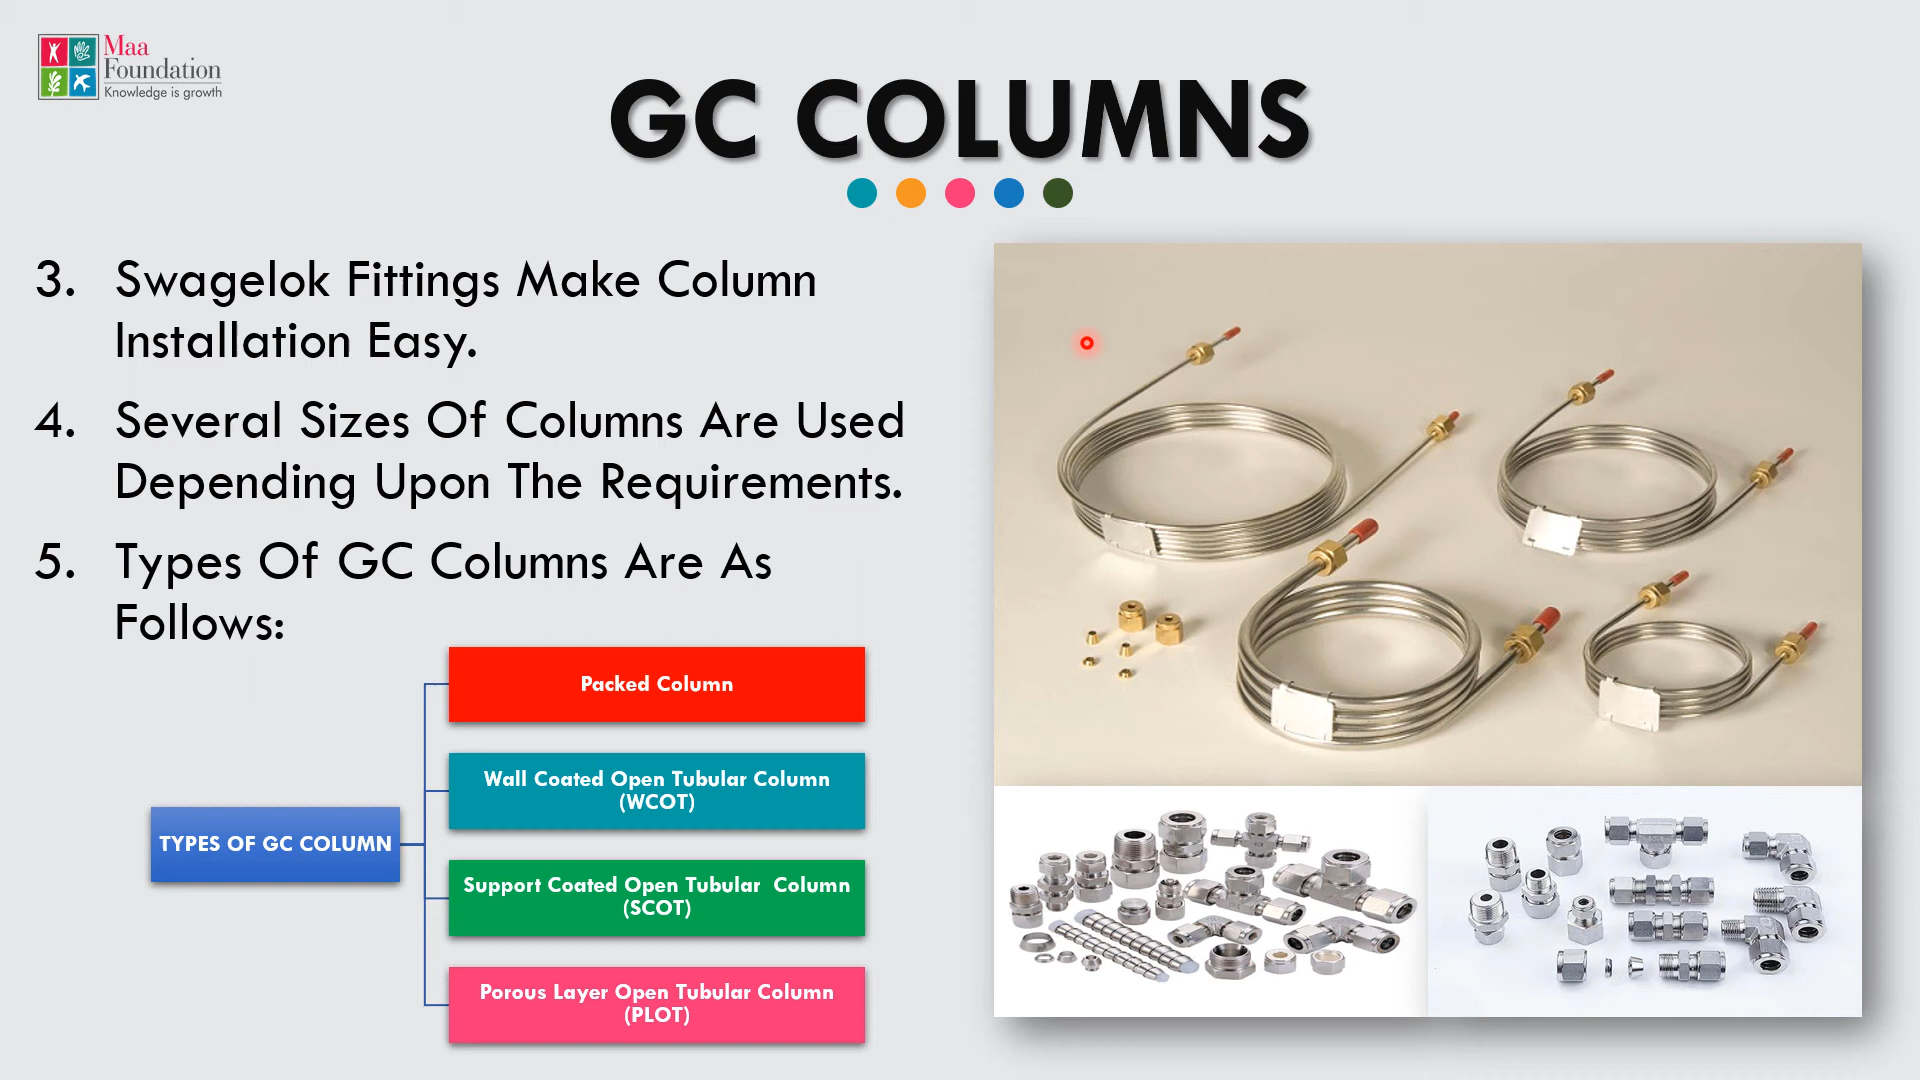 Maa
Foundation
Knowledge is growth
GC COLUMNS
3. Swagelok Fittings Make Column
Installation Easy.
4. Several Sizes Of Columns Are Used
Depending Upon The Requirements.
5. Types Of GC Columns Are As
Follows:
TYPES OF GC COLUMN
Packed Column
Wall Coated Open Tubular Column
(WCOT)
Support Coated Open Tubular  Column
(SCOT)
Porous Layer Open Tubular Column
(PLOT)